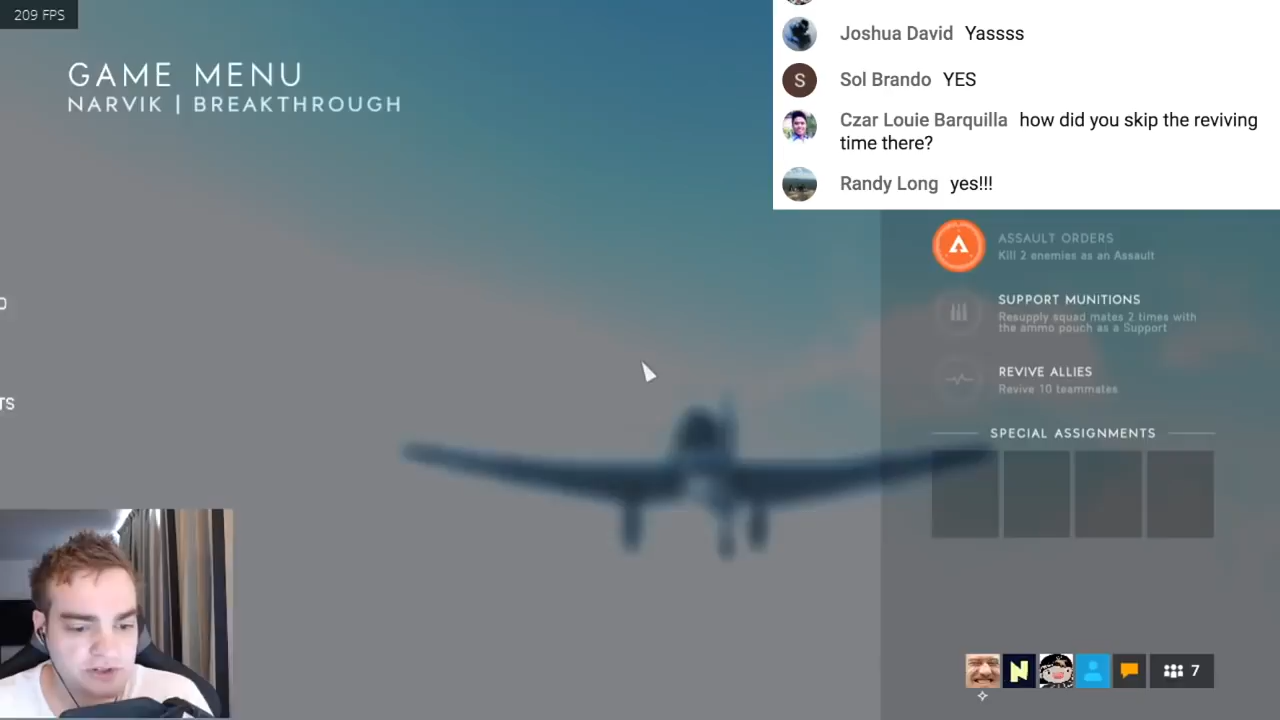 209 FPS
GAME MENU
NARVIK | BREAKTHROUGH
Joshua David Yassss
S
Sol Brando YES
Czar Louie Barquilla how did you skip the reviving
time there?
Randy Long yes!!!
ASSAULT ORDERS
Kill 2 enemies as an Assault
SUPPORT MUNITIONS
Resupply squad mates 2 times with
the ammo pouch as a Support
REVIVE ALLIES
Revive 10 teammates
SPECIAL ASSIGNMENTS
TS
N
7